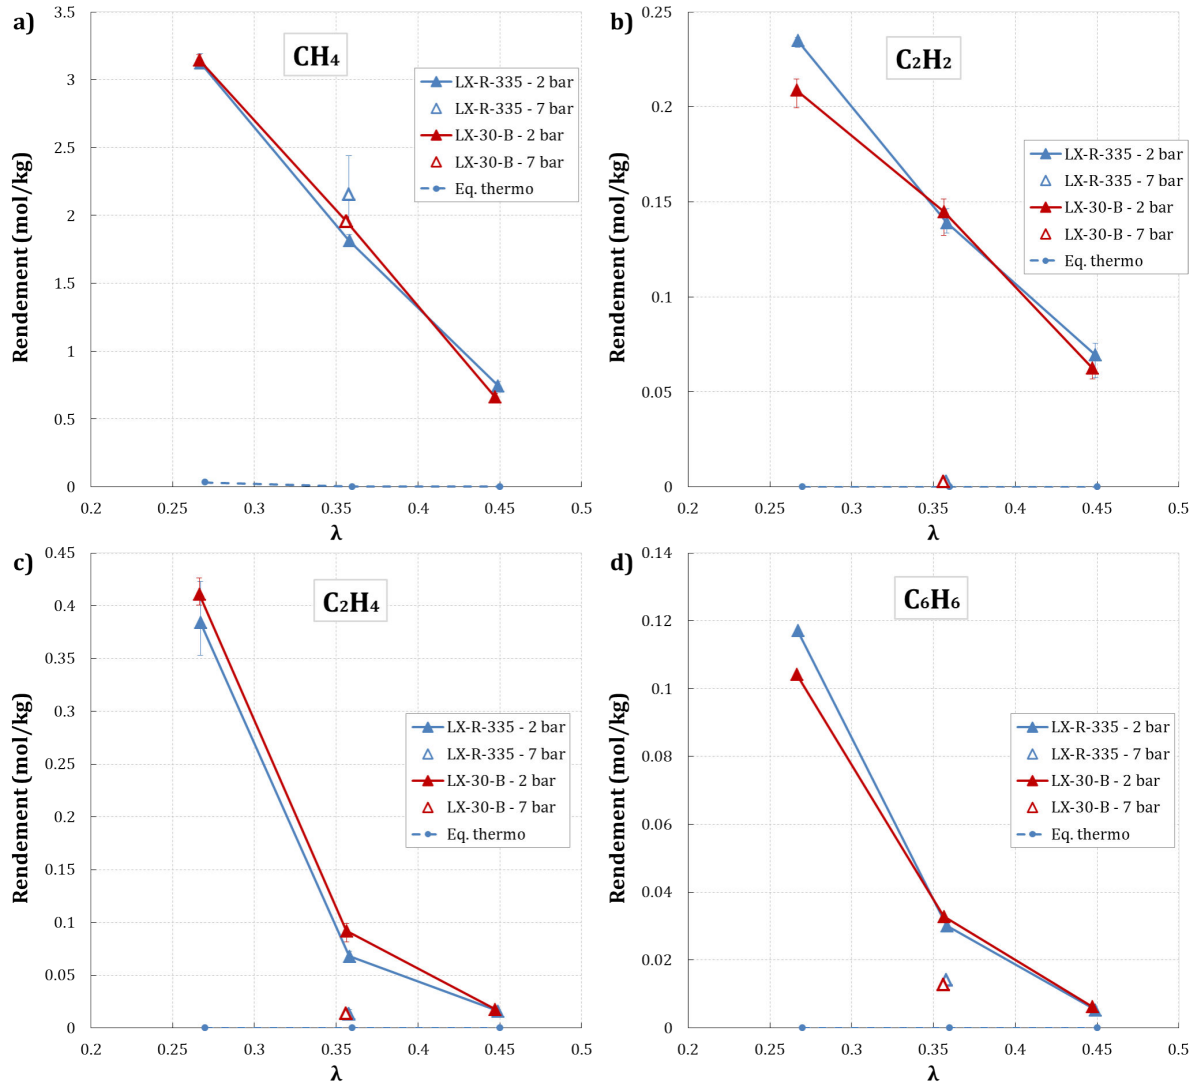 a)
CH₄
Rendement (mol/kg)
3.5
3
2.5
2
1.5
1
0.5
0
0.2
0.25
0.3
0.35
0.4
0.45
0.5
λ
LX-R-335 - 2 bar
LX-R-335 - 7 bar
LX-30-B - 2 bar
LX-30-B - 7 bar
Eq. thermo
b)
C₂H₂
Rendement (mol/kg)
0.25
0.2
0.15
0.1
0.05
0
0.2
0.25
0.3
0.35
0.4
0.45
0.5
λ
LX-R-335 - 2 bar
LX-R-335 - 7 bar
LX-30-B - 2 bar
LX-30-B - 7 bar
Eq. thermo
c)
C₂H₄
Rendement (mol/kg)
0.45
0.4
0.35
0.3
0.25
0.2
0.15
0.1
0.05
0
0.2
0.25
0.3
0.35
0.4
0.45
0.5
λ
LX-R-335 - 2 bar
LX-R-335 - 7 bar
LX-30-B - 2 bar
LX-30-B - 7 bar
Eq. thermo
d)
C₆H₆
Rendement (mol/kg)
0.14
0.12
0.1
0.08
0.06
0.04
0.02
0
0.2
0.25
0.3
0.35
0.4
0.45
0.5
λ
LX-R-335 - 2 bar
LX-R-335 - 7 bar
LX-30-B - 2 bar
LX-30-B - 7 bar
Eq. thermo